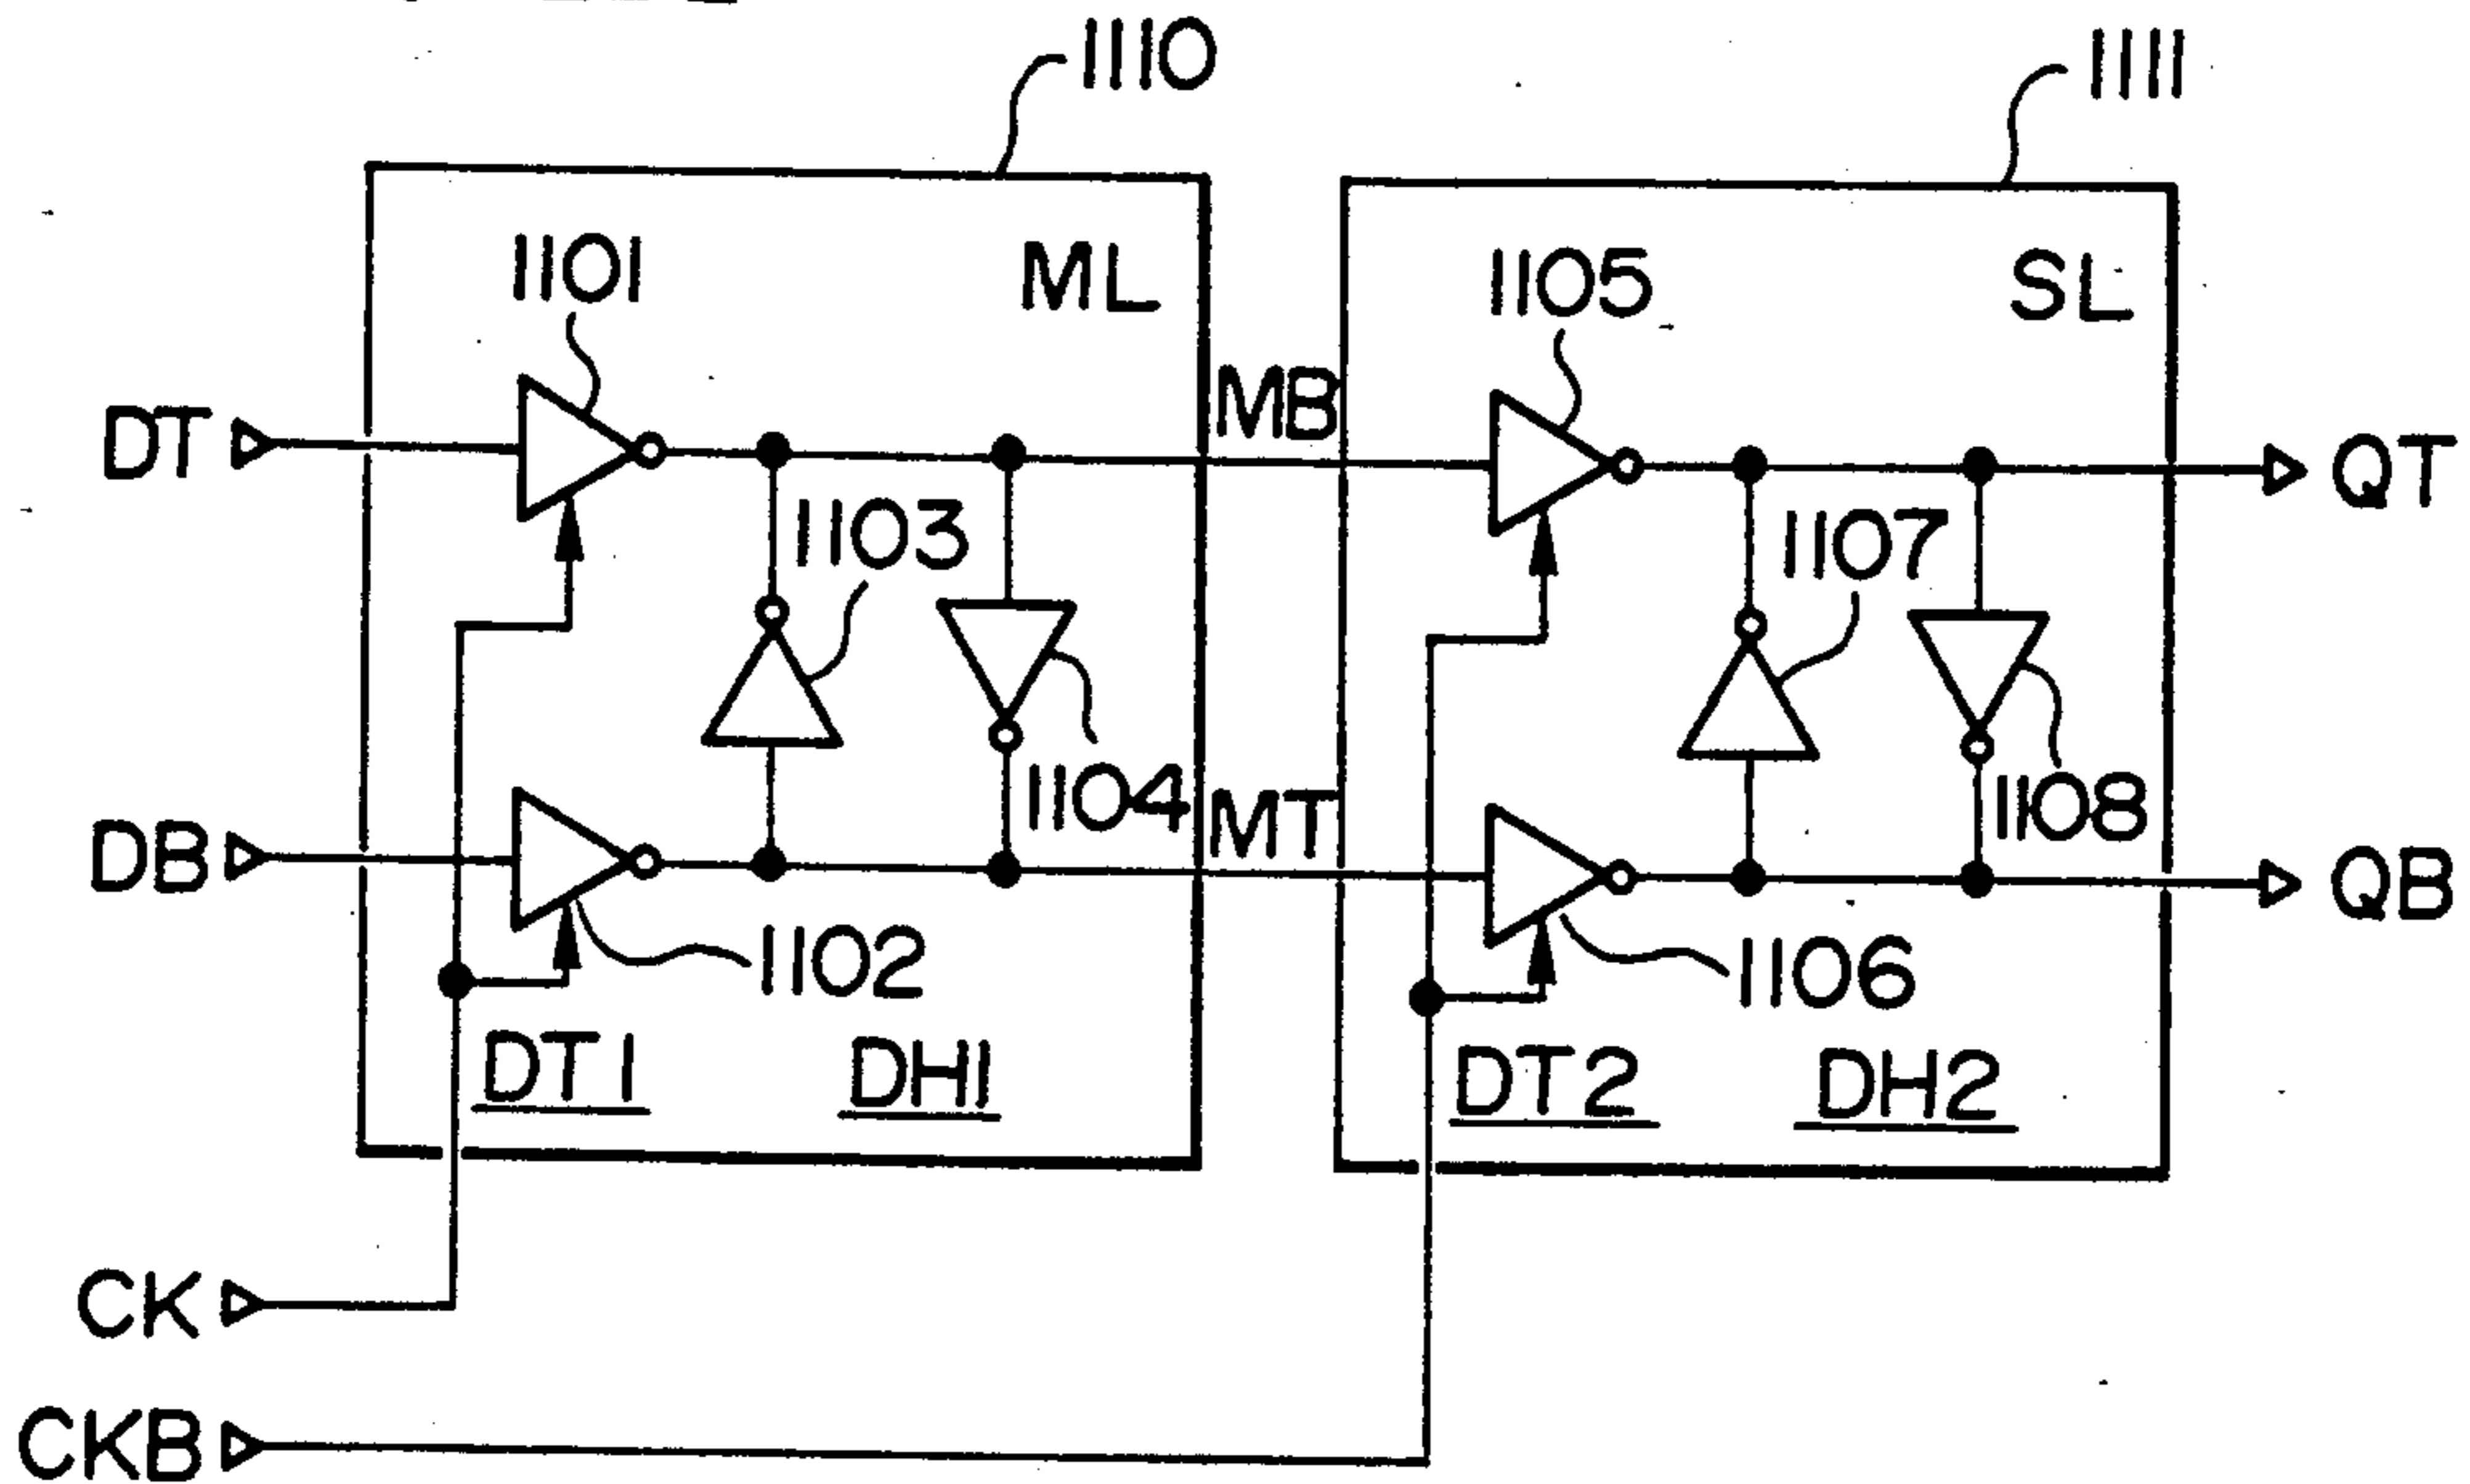 1110
1111
1101
ML
1105
SL
DT
MB
QT
1103
1107
1104
1108
DB
MT
QB
1102
1106
DT1
DH1
DT2
DH2
CK
CKB